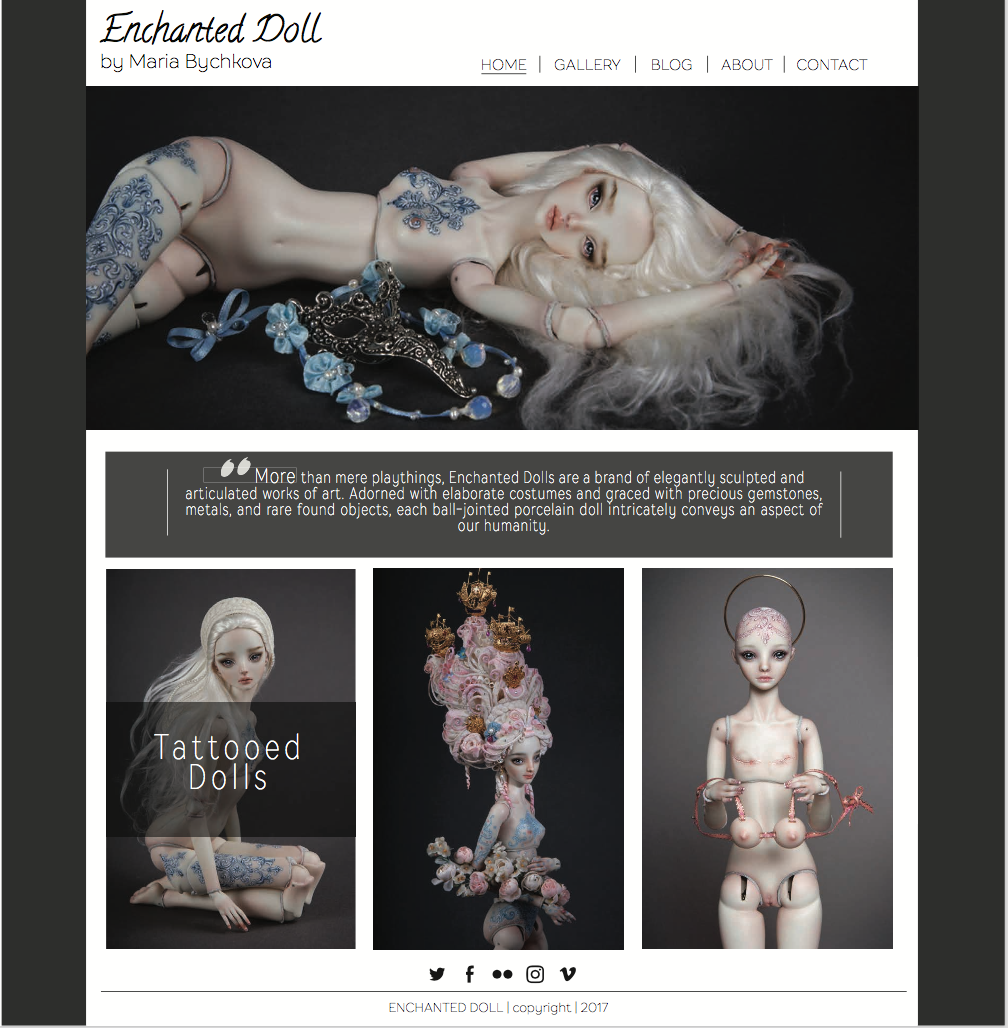 Enchanted Doll
by Maria Bychkova
HOME | GALLERY | BLOG | ABOUT | CONTACT
“More than mere playthings, Enchanted Dolls are a brand of elegantly sculpted and
articulated works of art. Adorned with elaborate costumes and graced with precious gemstones,
metals, and rare found objects, each ball-jointed porcelain doll intricately conveys an aspect of
our humanity.
Tattooed
Dolls
ENCHANTED DOLL | copyright | 2017